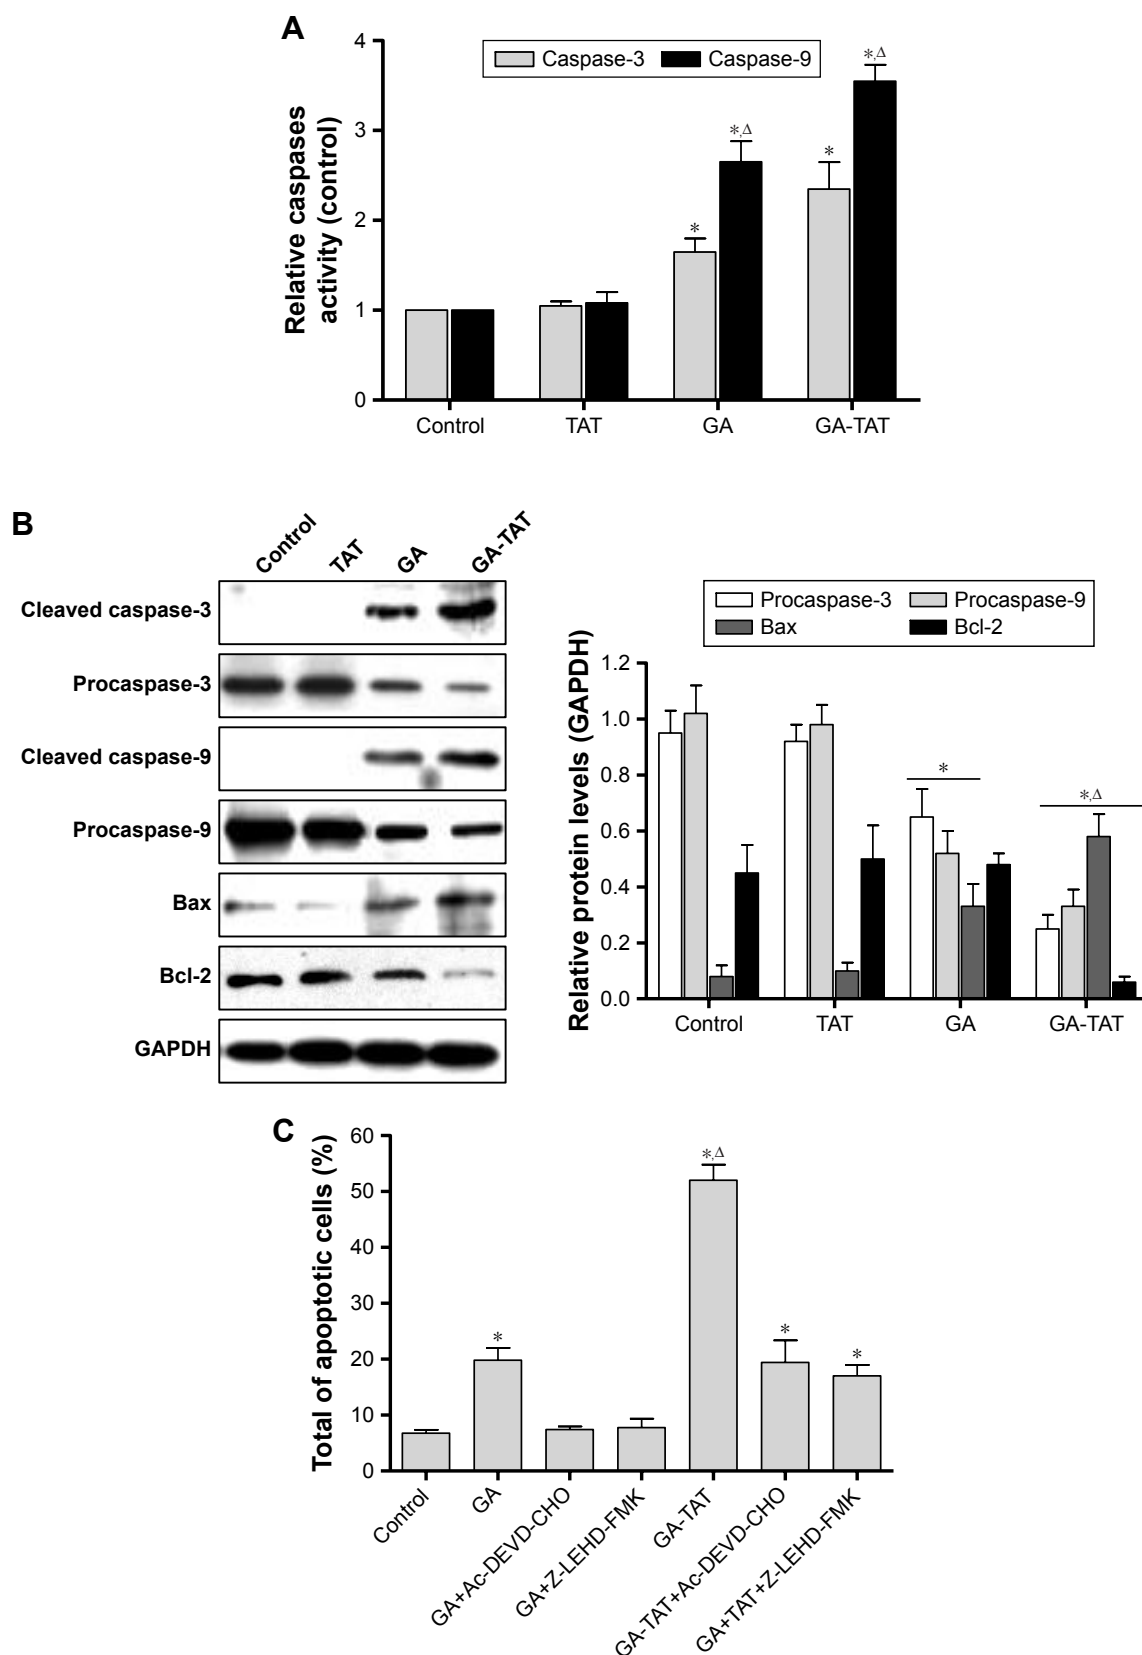 A
Relative caspases
activity (control)
4
3
2
1
0
Caspase-3
Caspase-9
*
*,Δ
*
*,Δ
Control
TAT
GA
GA-TAT
B
Control
TAT
GA
GA-TAT
Cleaved caspase-3
Procaspase-3
Cleaved caspase-9
Procaspase-9
Bax
Bcl-2
GAPDH
Procaspase-3
Procaspase-9
Bax
Bcl-2
Relative protein levels (GAPDH)
1.2
1.0
0.8
0.6
0.4
0.2
0.0
*
*,Δ
Control
TAT
GA
GA-TAT
C
Total of apoptotic cells (%)
60
50
40
30
20
10
0
*
*,Δ
*
*
Control
GA
GA+Ac-DEVD-CHO
GA+Z-LEHD-FMK
GA-TAT
GA-TAT+Ac-DEVD-CHO
GA+TAT+Z-LEHD-FMK